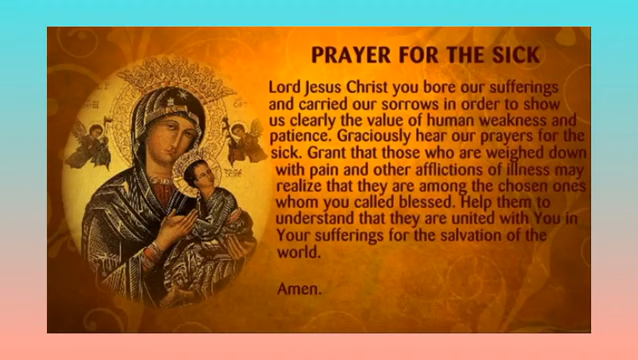 PRAYER FOR THE SICK
Lord Jesus Christ you bore our sufferings
and carried our sorrows in order to show
us clearly the value of human weakness and
patience. Graciously hear our prayers for the
sick. Grant that those who are weighed down
with pain and other afflictions of illness may
realize that they are among the chosen ones
whom you called blessed. Help them to
understand that they are united with You in
Your sufferings for the salvation of the
world.
Amen.